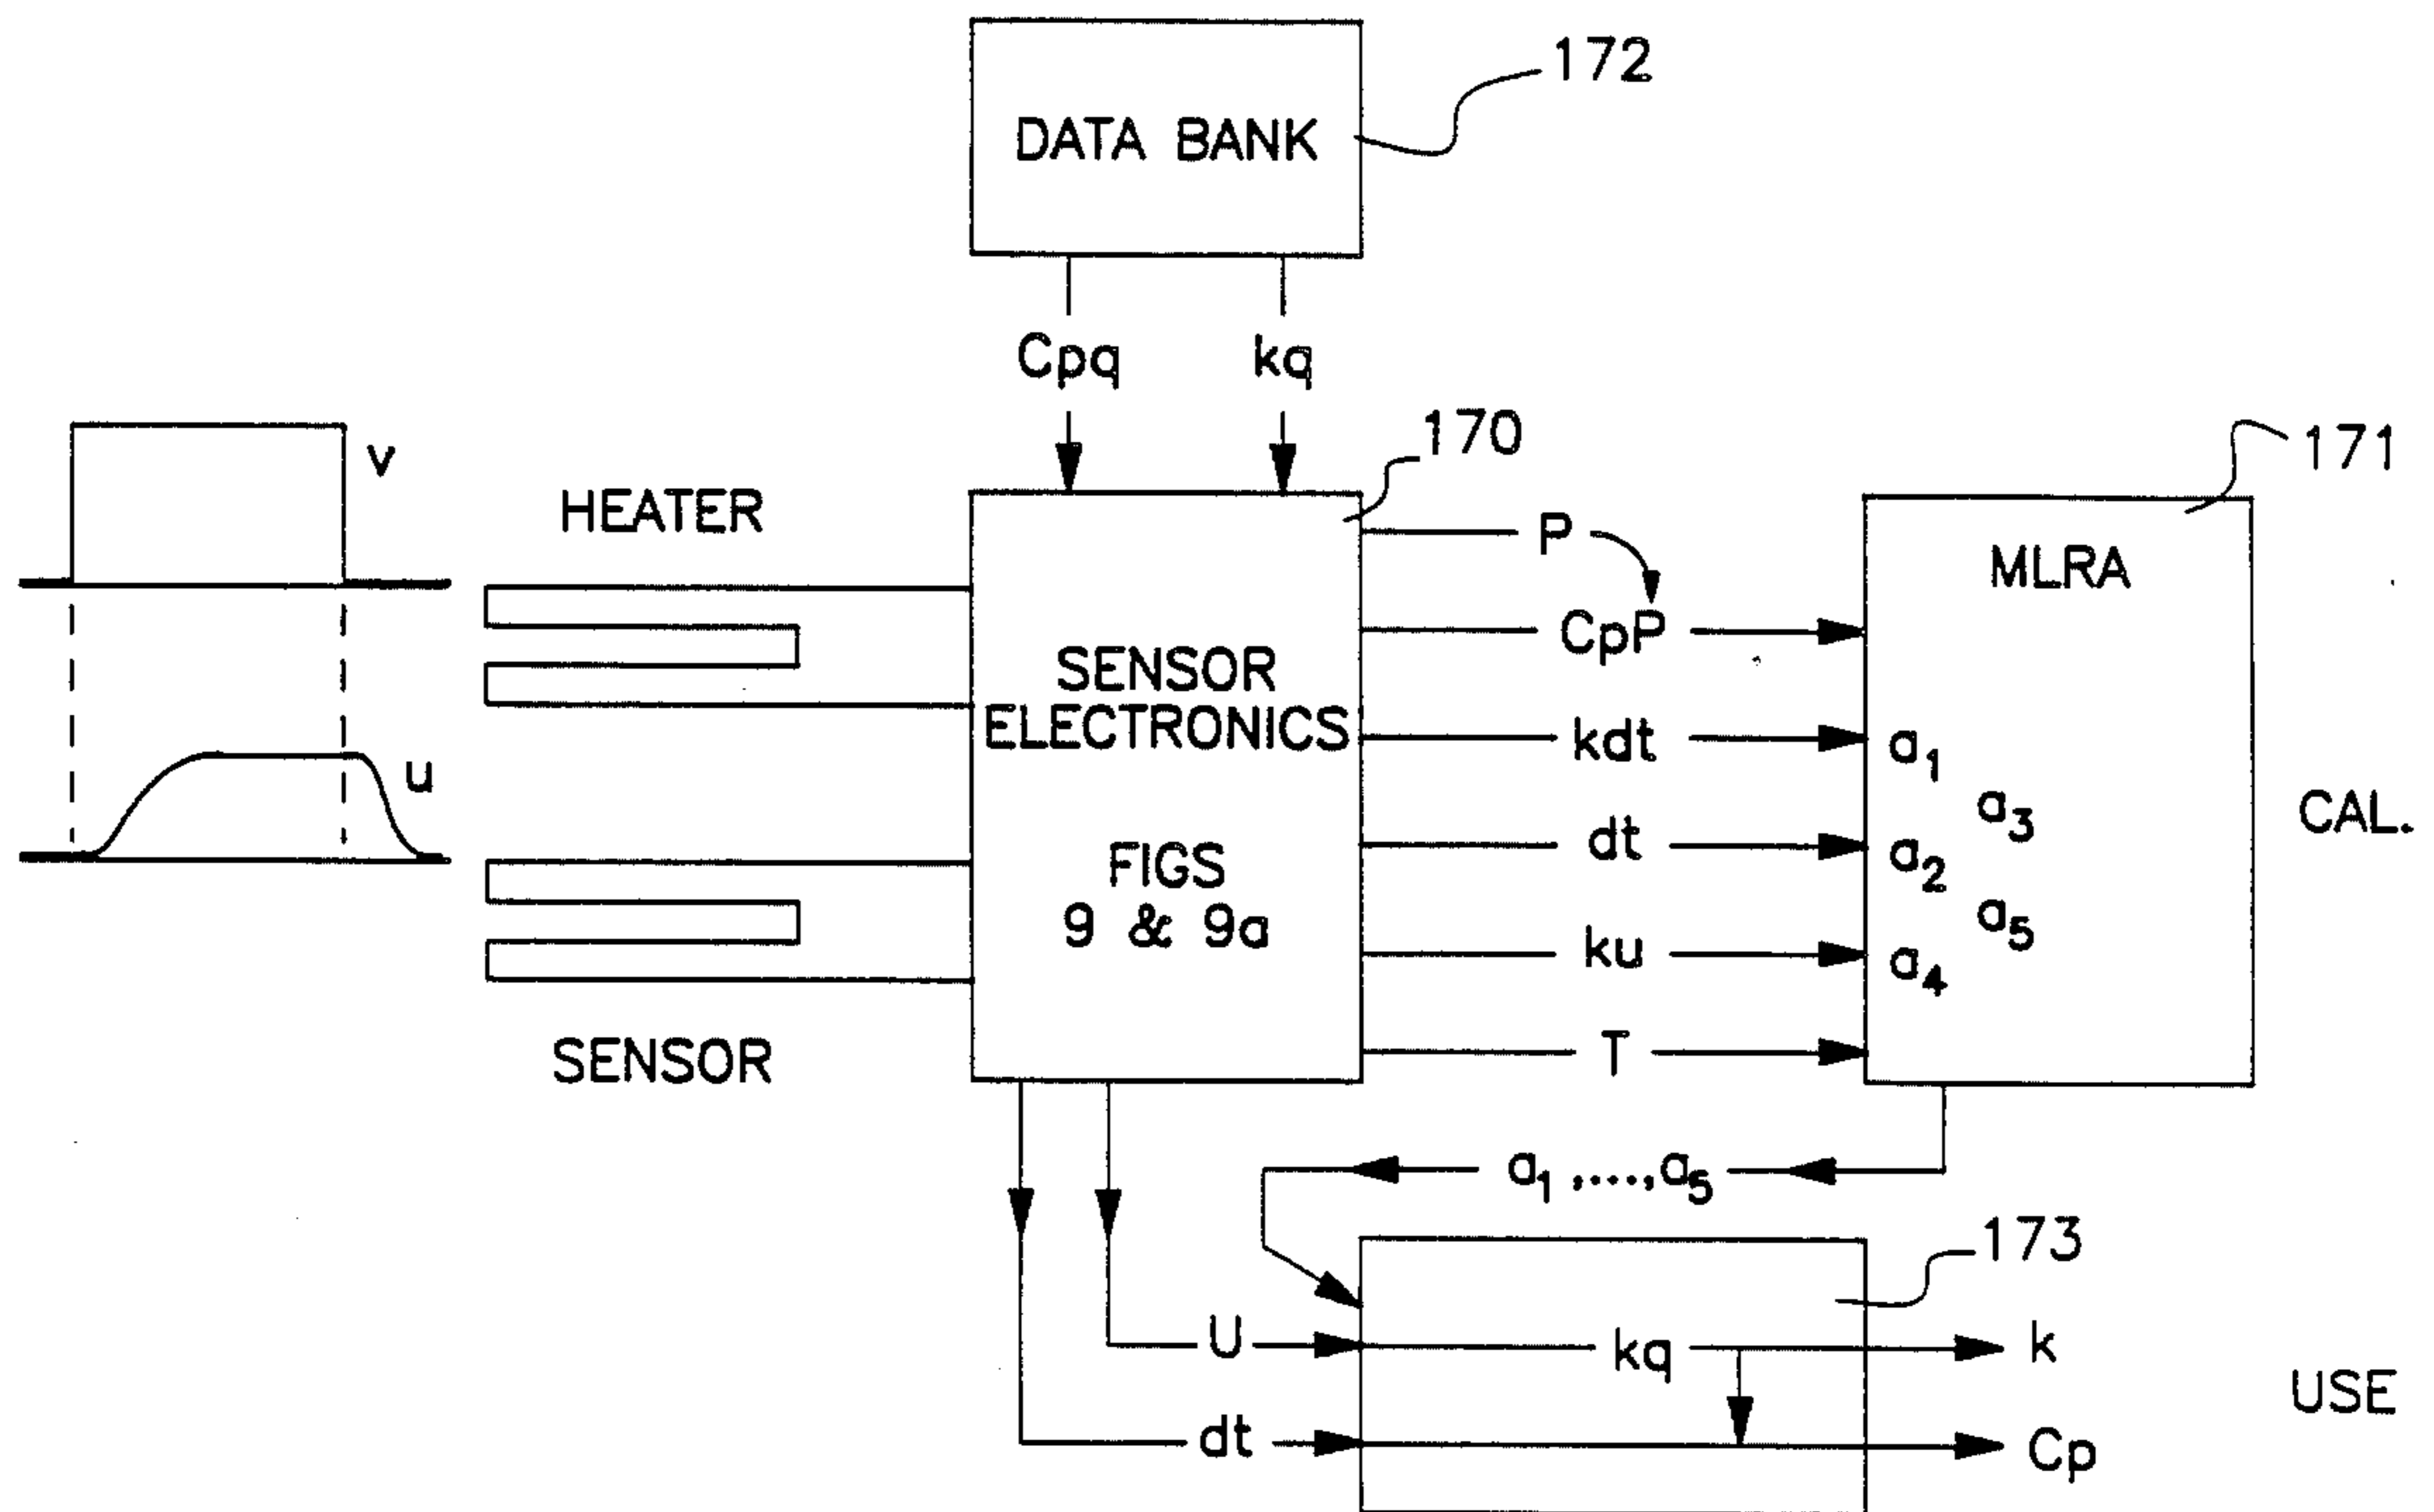 172
DATA BANK
Cpq
kq
v
170
171
HEATER
P
MLRA
CpP
SENSOR
ELECTRONICS
kdt
a₁
u
a₃
CAL.
dt
a₂
FIGS
9 & 9a
a₅
ku
a₄
SENSOR
T
a₁,....,a₅
173
U
kq
k
USE
dt
Cp